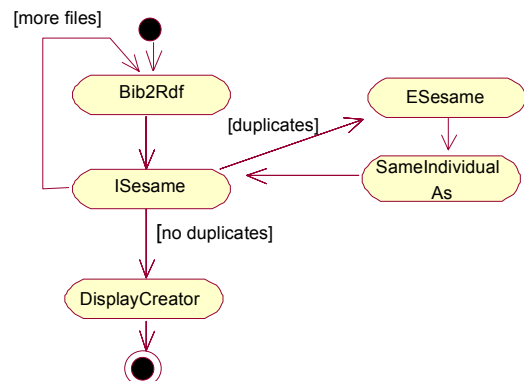 [more files]
Bib2Rdf
ESesame
[duplicates]
ISesame
SameIndividual
As
[no duplicates]
DisplayCreator